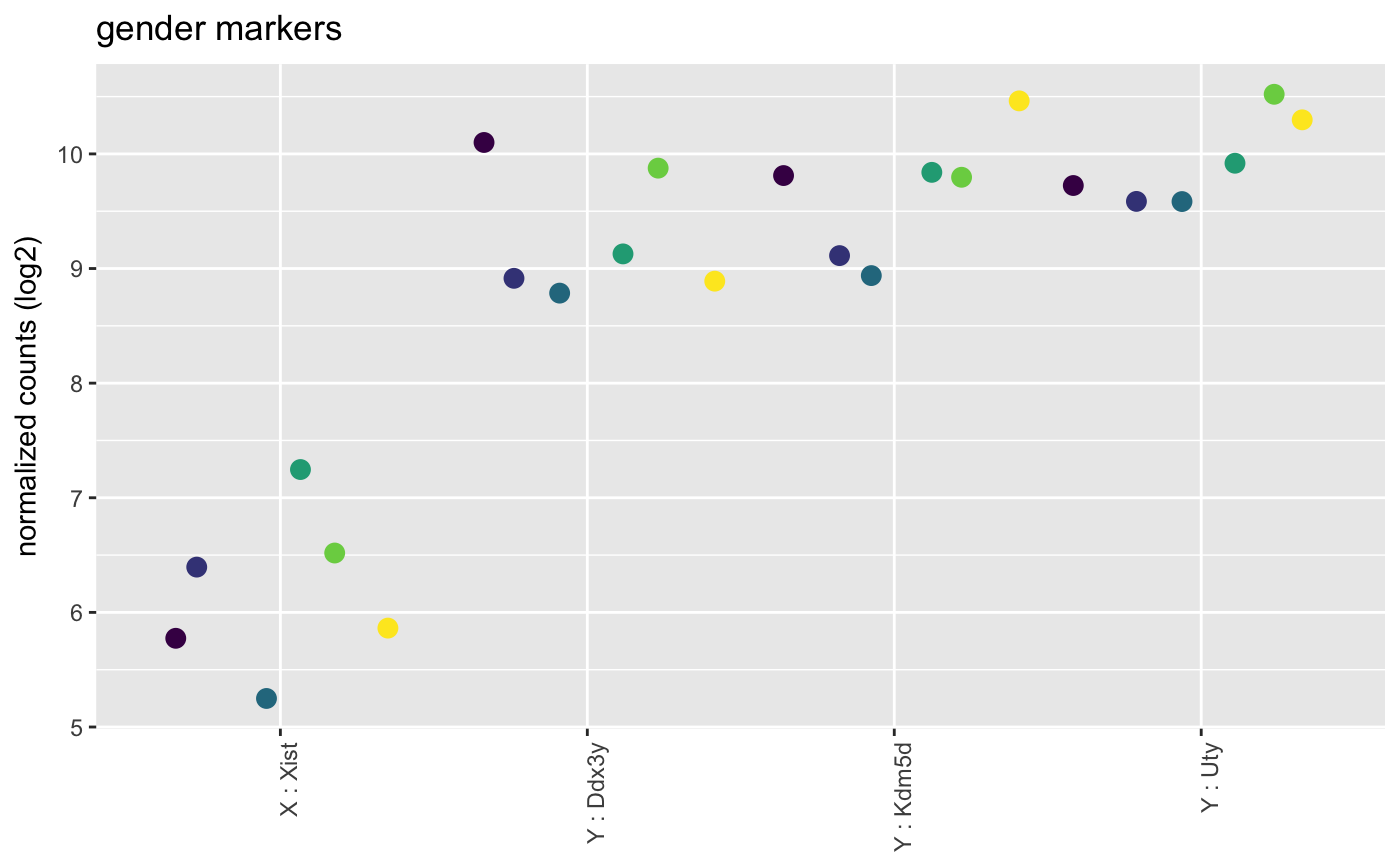 gender markers
normalized counts (log2)
10
9
8
7
6
5
X : Xist
Y : Ddx3y
Y : Kdm5d
Y : Uty